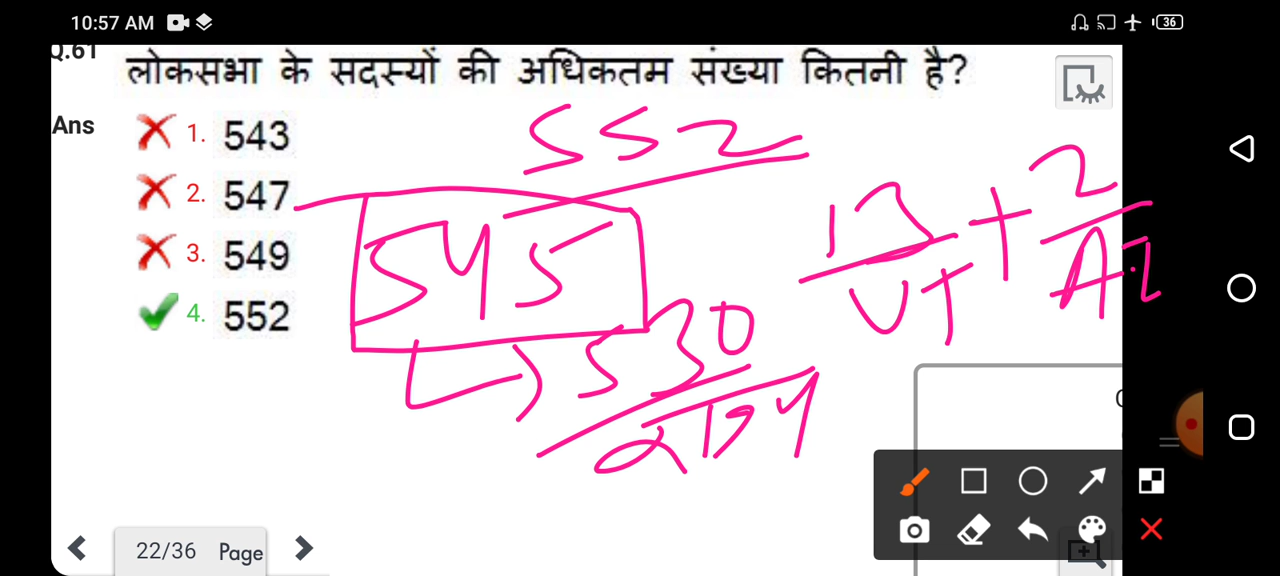 10:57 AM
36
Q.61 लोकसभा के सदस्यों की अधिकतम संख्या कितनी है?
Ans 1. 543
2. 547
3. 549
4. 552
552
545
13 + 2
UT AI
530
राज्य
22/36 Page